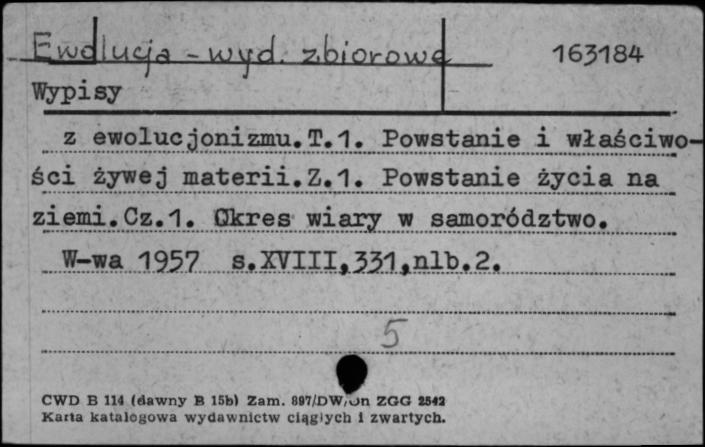 Ewolucja - wyd. zbiorowe 163184
Wypisy
z ewolucjonizmu.T.1. Powstanie i właściwo-
ści żywej materii.Z.1. Powstanie życia na
ziemi.Cz.1. Okres wiary w samorództwo.
W-wa 1957 s.XVIII,331,nlb.2.
5
CWD B 114 (dawny B 15b) Zam. 897/DW/Jn ZGG 2542
Karta katalogowa wydawnictw ciągłych i zwartych.